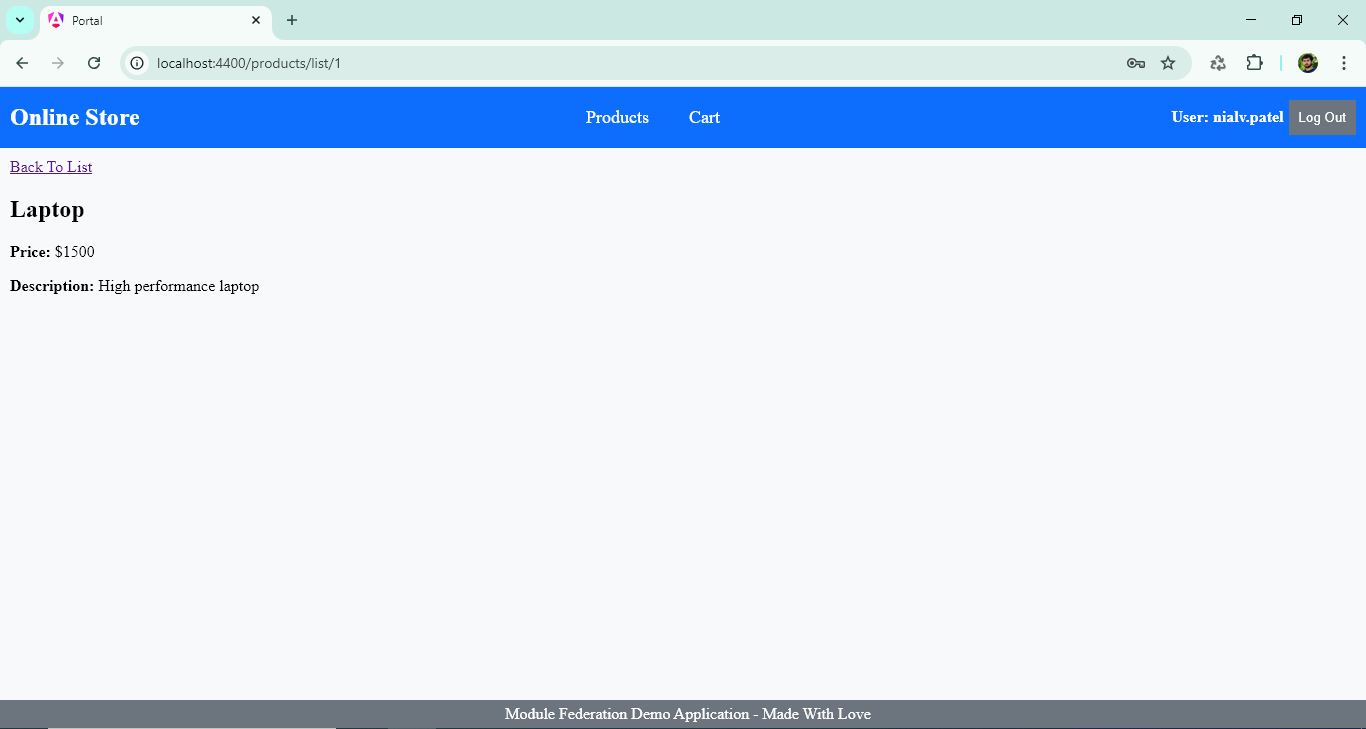 Portal
localhost:4400/products/list/1
Online Store Products Cart User: nialv.patel Log Out
Back To List
Laptop
Price: $1500
Description: High performance laptop
Module Federation Demo Application - Made With Love